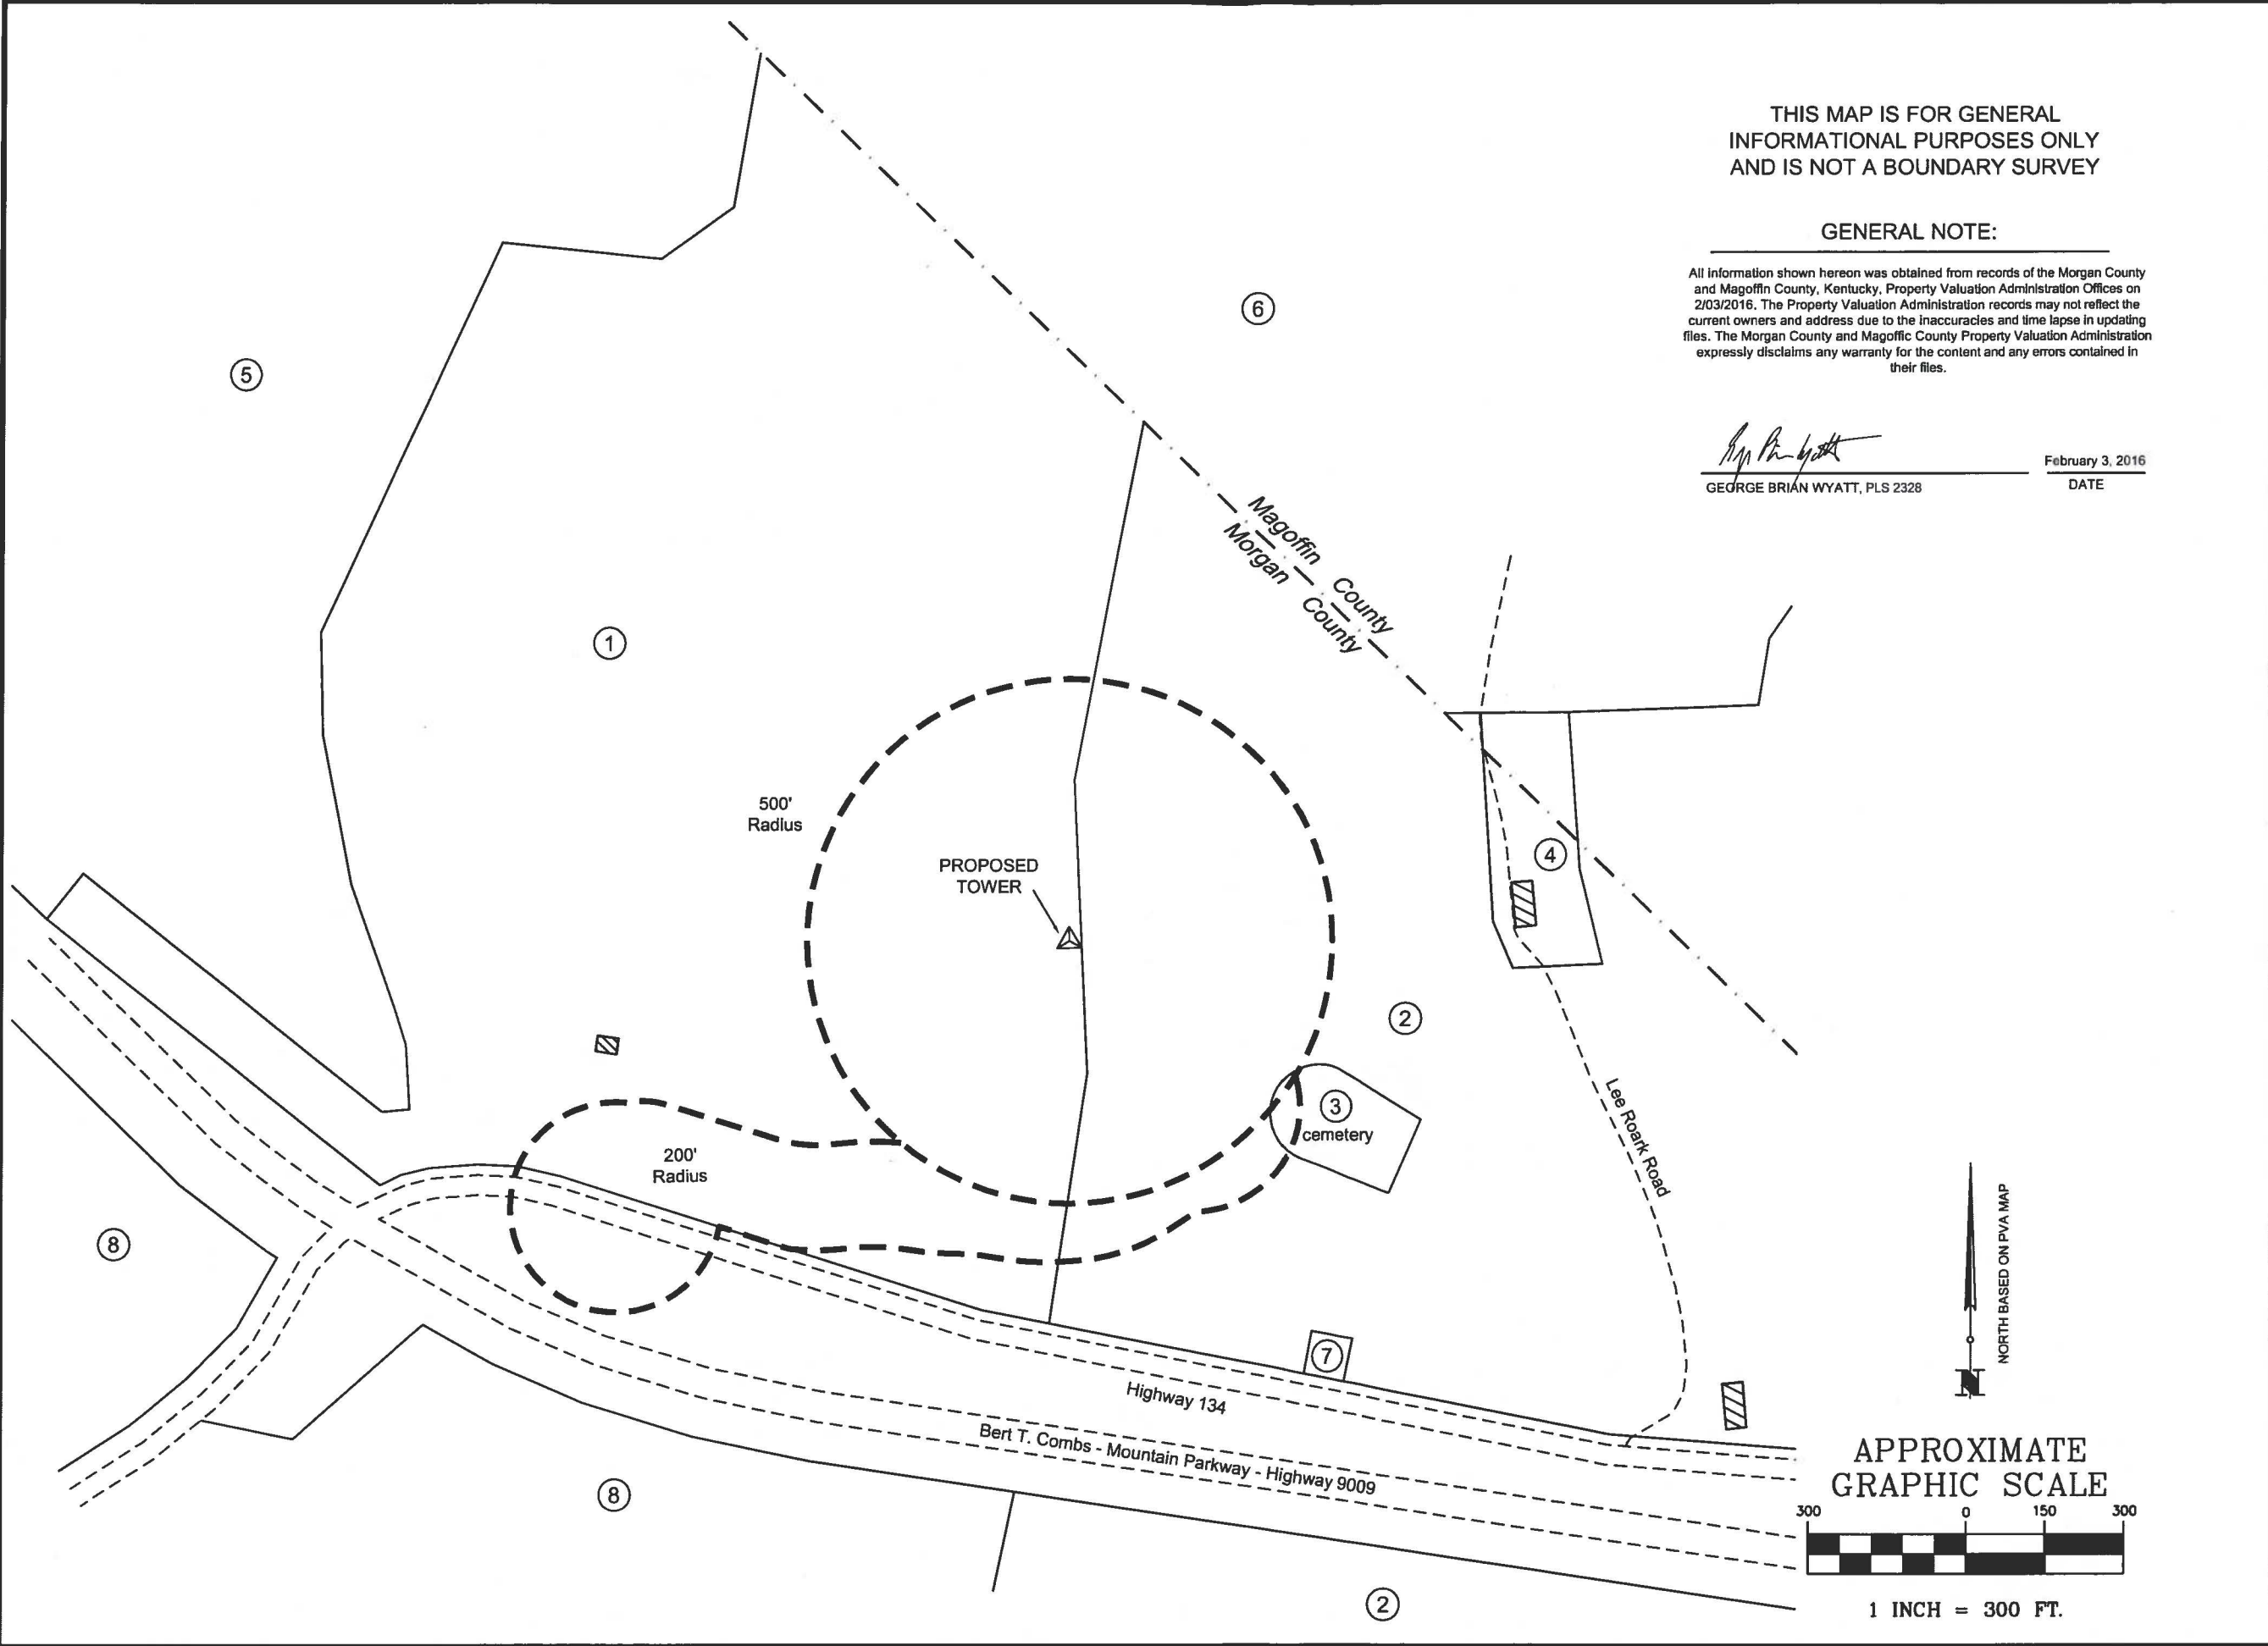 THIS MAP IS FOR GENERAL
INFORMATIONAL PURPOSES ONLY
AND IS NOT A BOUNDARY SURVEY
GENERAL NOTE:
All information shown hereon was obtained from records of the Morgan County
and Magoffin County, Kentucky, Property Valuation Administration Offices on
2/03/2016. The Property Valuation Administration records may not reflect the
current owners and address due to the inaccuracies and time lapse in updating
files. The Morgan County and Magoffic County Property Valuation Administration
expressly disclaims any warranty for the content and any errors contained in
their files.
February 3, 2016
GEORGE BRIAN WYATT, PLS 2328
DATE
6
5
Magoffin County
Morgan County
1
500'
Radius
PROPOSED
TOWER
4
2
3
cemetery
Lee Roark Road
200'
Radius
8
7
Highway 134
Bert T. Combs - Mountain Parkway - Highway 9009
8
2
NORTH BASED ON PVA MAP
N
APPROXIMATE
GRAPHIC SCALE
300 0 150 300
1 INCH = 300 FT.